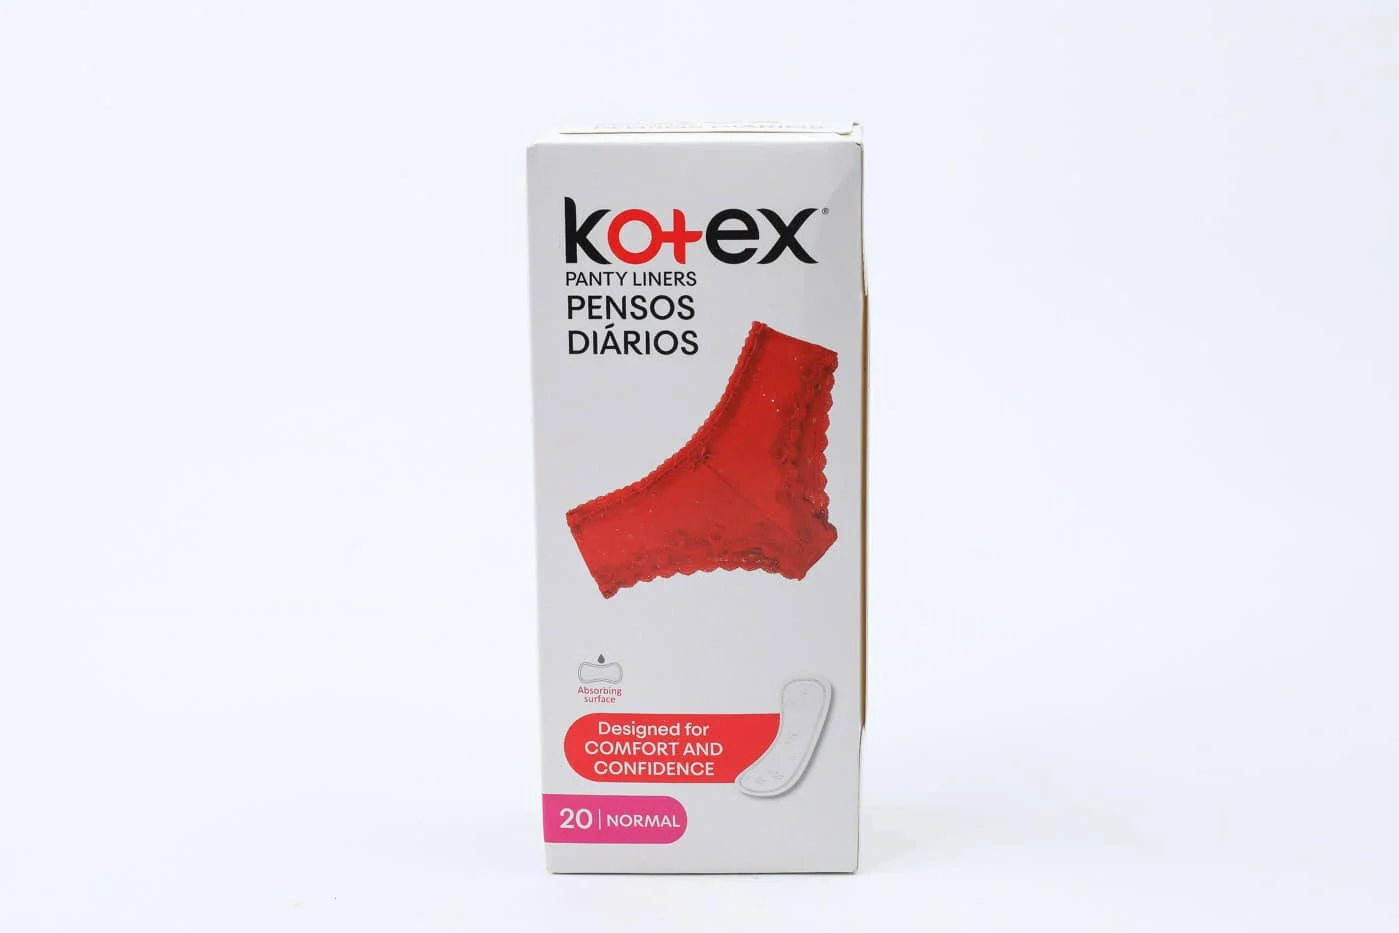 kotex®
PANTY LINERS
PENSOS
DIÁRIOS
Absorbing
surface
Designed for
COMFORT AND
CONFIDENCE
20 | NORMAL